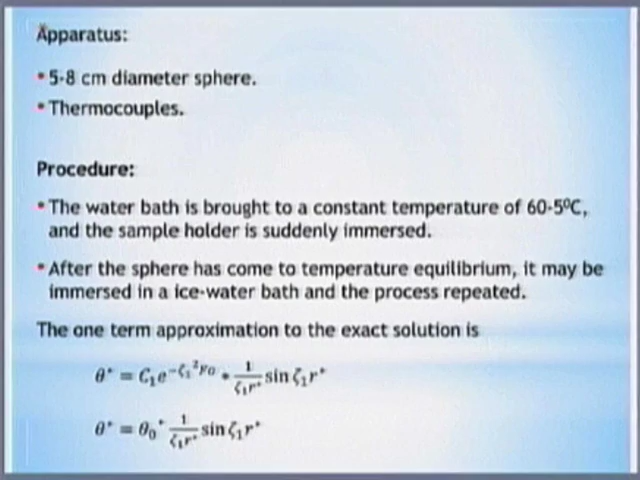 Apparatus:
• 5-8 cm diameter sphere.
• Thermocouples.
Procedure:
• The water bath is brought to a constant temperature of 60-5⁰C,
and the sample holder is suddenly immersed.
• After the sphere has come to temperature equilibrium, it may be
immersed in a ice-water bath and the process repeated.
The one term approximation to the exact solution is
θ* = C₁e^(-ζ₁²Fo) * 1/(ζ₁r*) sin ζ₁r*
θ* = θ₀* 1/(ζ₁r*) sin ζ₁r*